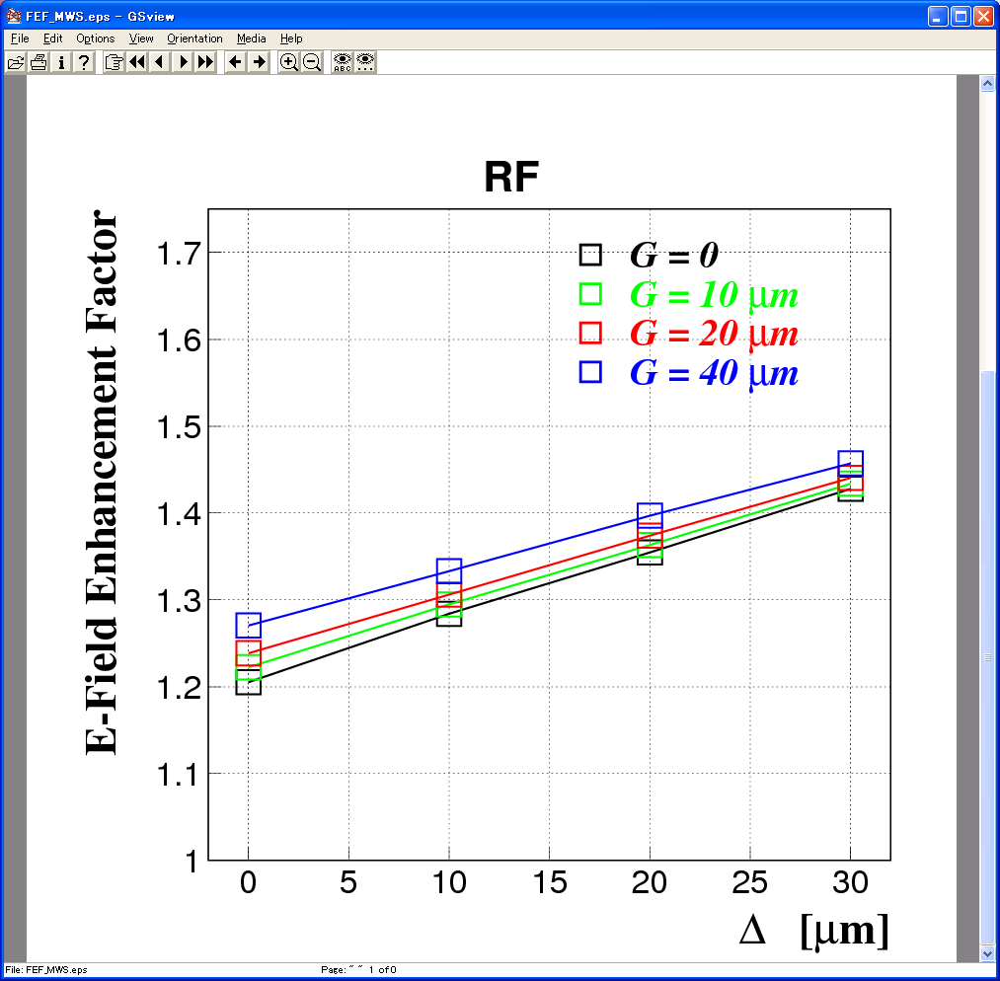 FEF_MWS.eps - GSview
File Edit Options View Orientation Media Help
i ? ABC
RF
E-Field Enhancement Factor
1.7
1.6
1.5
1.4
1.3
1.2
1.1
1
G = 0
G = 10 μm
G = 20 μm
G = 40 μm
0 5 10 15 20 25 30
Δ [μm]
File: FEF_MWS.eps Page: " " 1 of 0